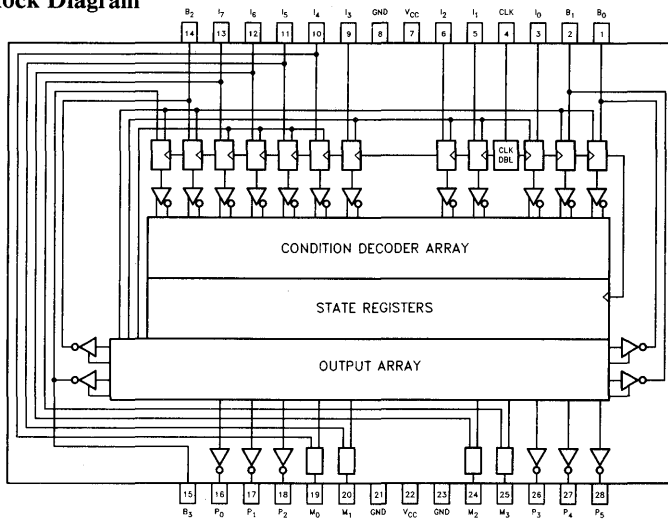 ock Diagram
B2 I7 I6 I5 I4 I3 GND VCC I2 I1 CLK I0 B1 B0
14 13 12 11 10 9 8 7 6 5 4 3 2 1
CLK
DBL
CONDITION DECODER ARRAY
STATE REGISTERS
OUTPUT ARRAY
15 16 17 18 19 20 21 22 23 24 25 26 27 28
B3 P0 P1 P2 M0 M1 GND VCC GND M2 M3 P3 P4 P5